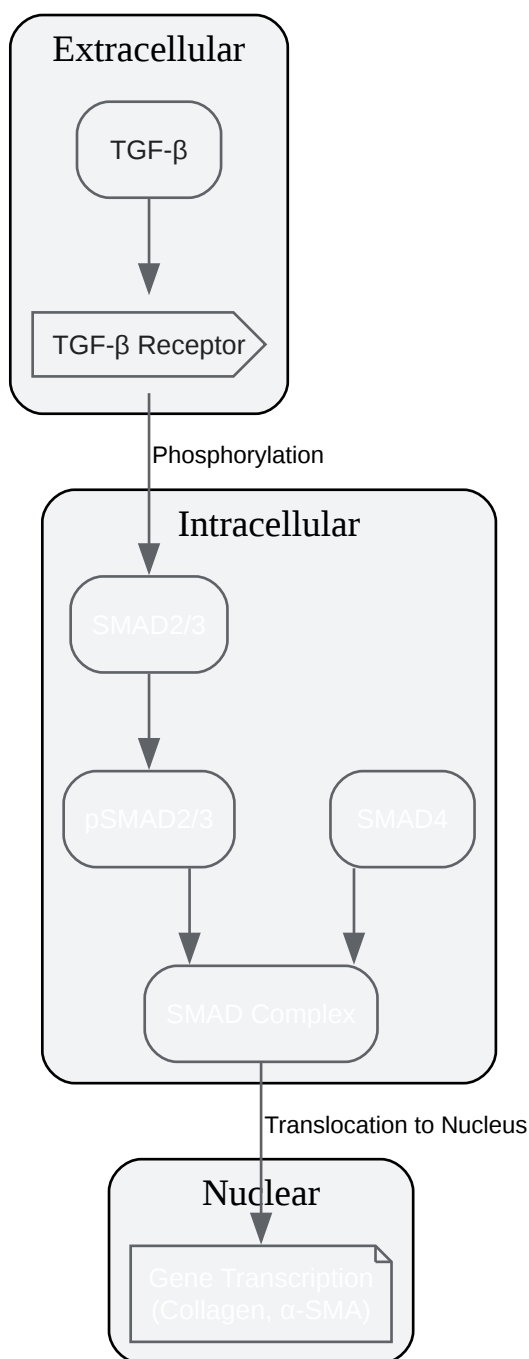 Extracellular
TGF-β
TGF-β Receptor
Phosphorylation
Intracellular
SMAD2/3
pSMAD2/3
SMAD4
SMAD Complex
Translocation to Nucleus
Nuclear
Gene Transcription
(Collagen, α-SMA)